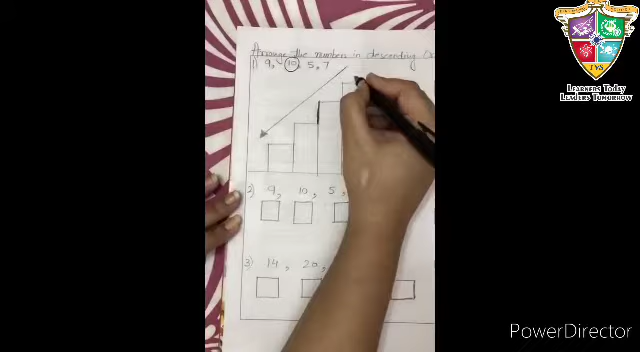 Arrange the numbers in descending
1) 9, 10, 5, 7
2) 9, 10, 5,
3) 14, 20,
TVS
LEARNERS TODAY
LEADERS TOMORROW
PowerDirector